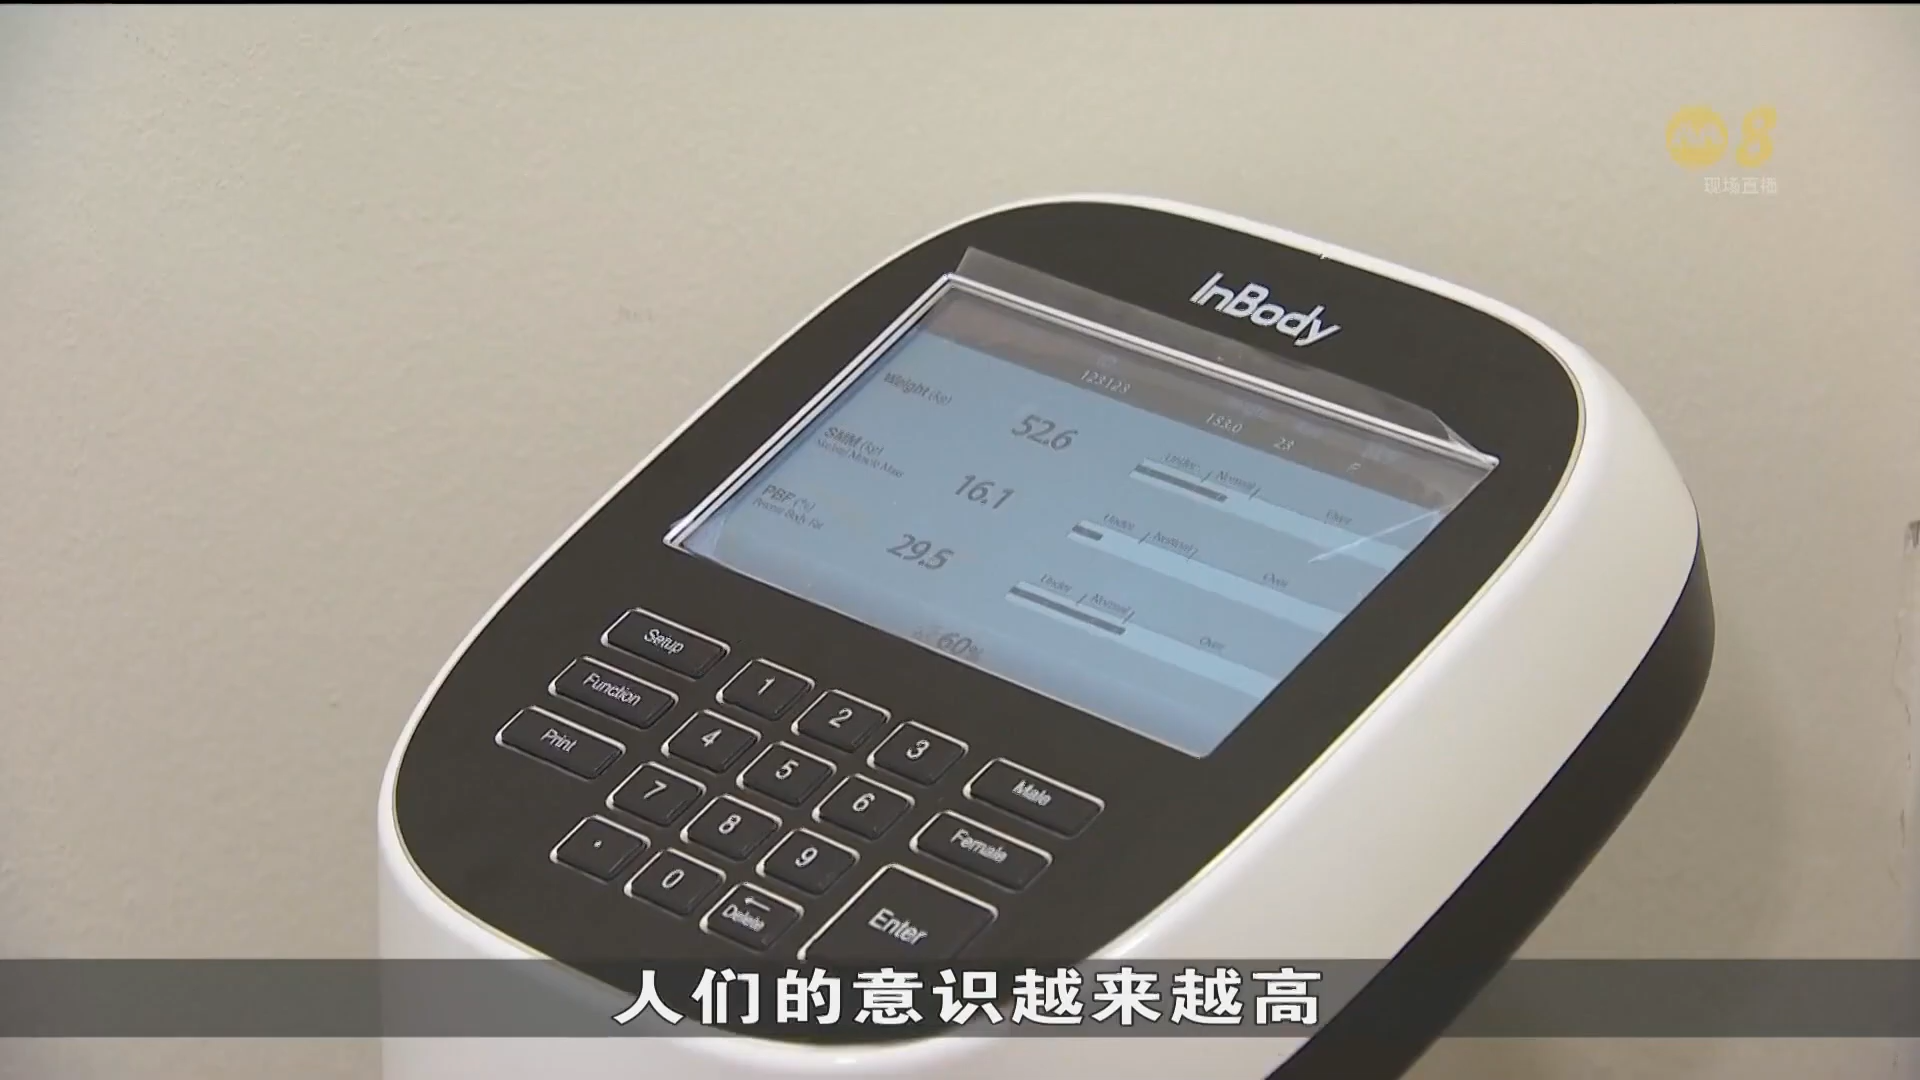 8
现场直播
InBody
123123
153.0 23 F
Weight (kg) 52.6 Under Normal Over
SMM (kg) 16.1 Under Normal Over
Skeletal Muscle Mass
PBF (%) 29.5 Under Normal Over
Percent Body Fat
60%
Setup
Function
Print
1 2 3
4 5 6
7 8 9
. 0 Delete
Male
Female
Enter
人们的意识越来越高